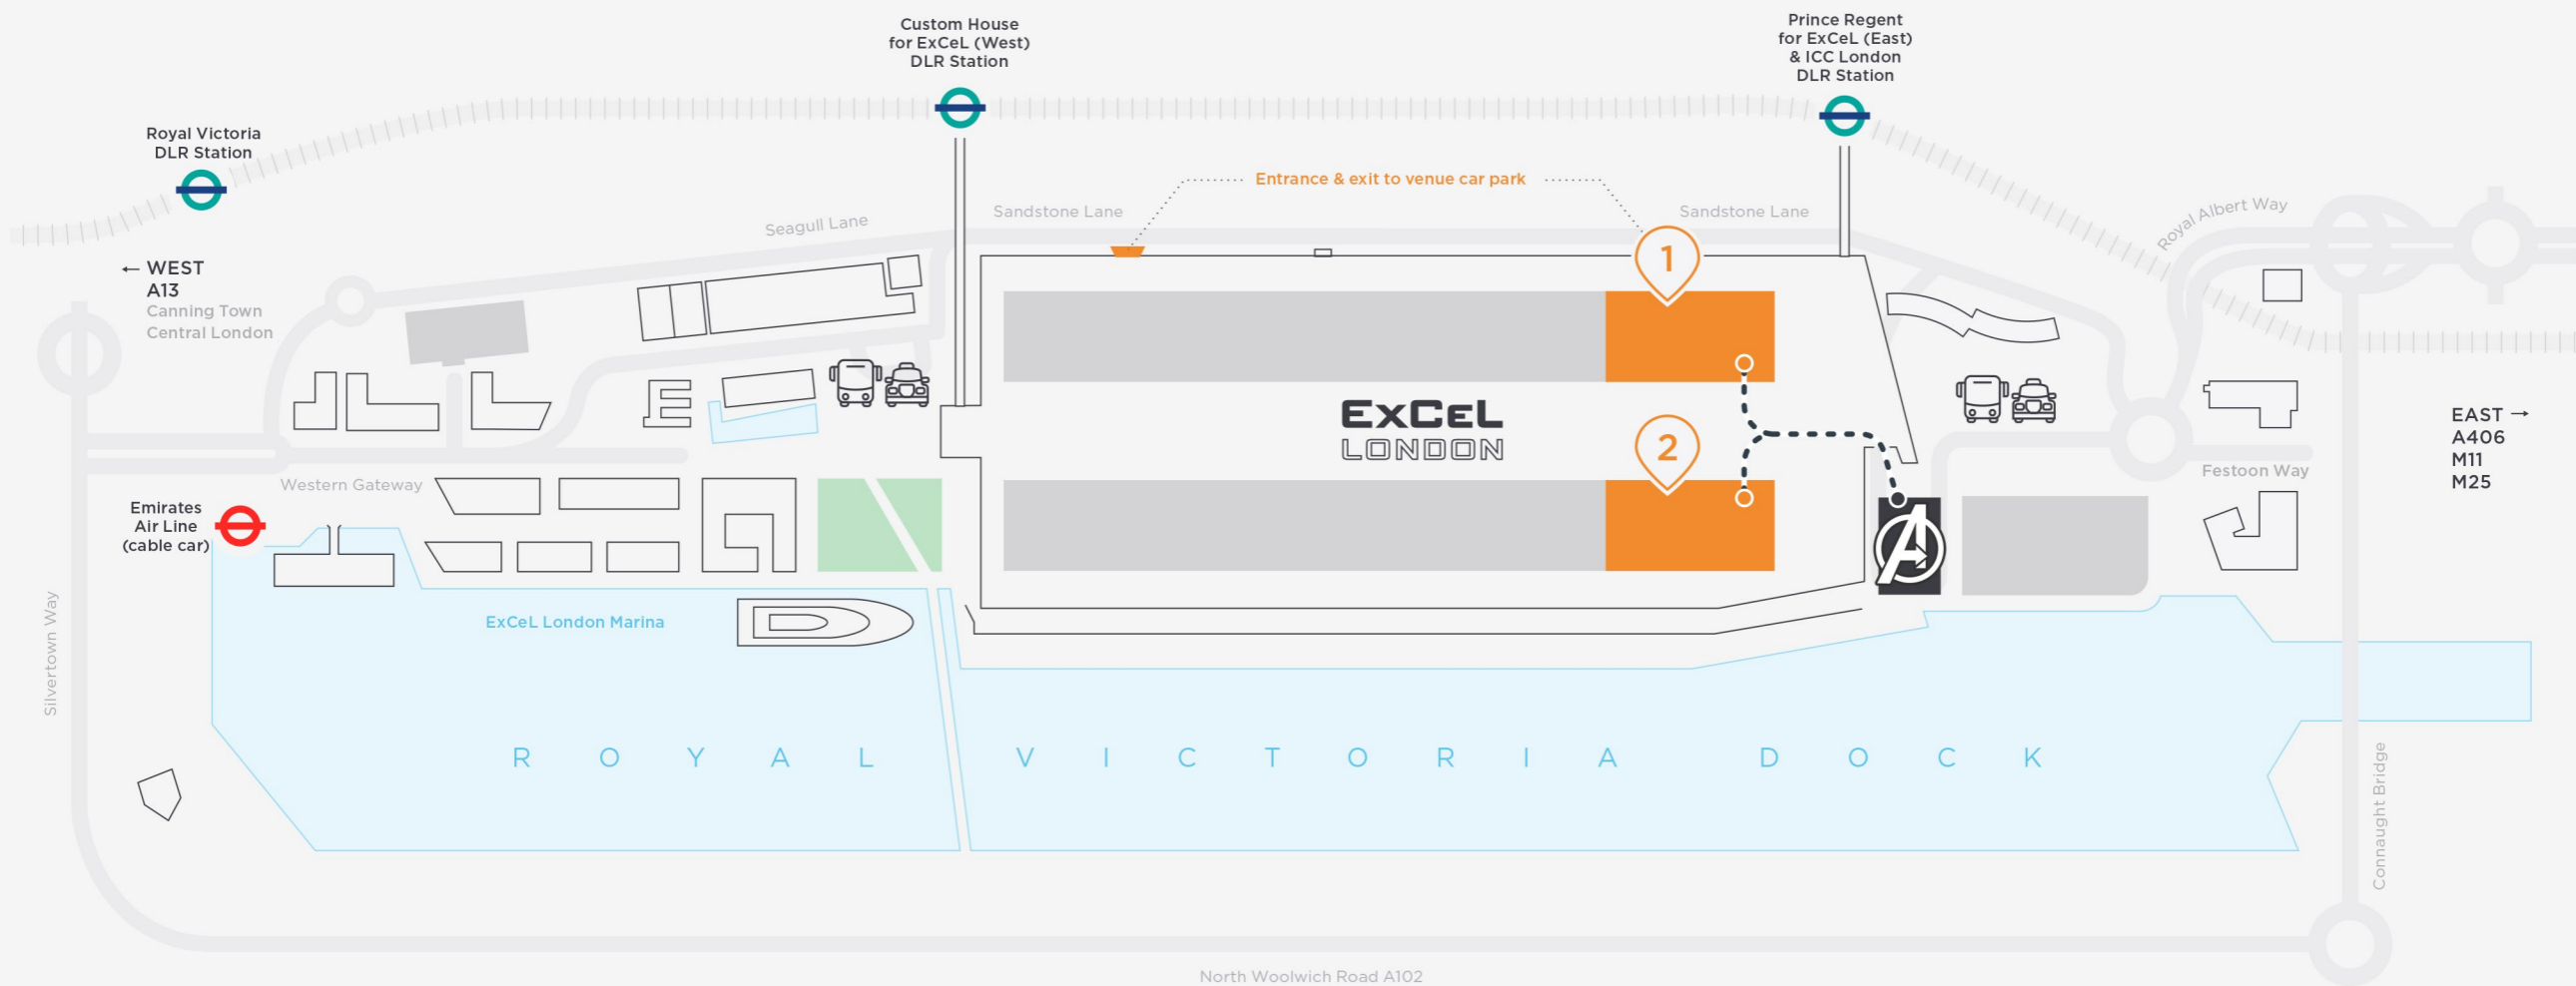 Custom House
for ExCeL (West)
DLR Station
Prince Regent
for ExCeL (East)
& ICC London
DLR Station
Royal Victoria
DLR Station
Entrance & exit to venue car park
Sandstone Lane
Sandstone Lane
Seagull Lane
Royal Albert Way
← WEST
A13
Canning Town
Central London
1
EXCEL
LONDON
2
EAST →
A406
M11
M25
Festoon Way
Western Gateway
Emirates
Air Line
(cable car)
A
Silvertown Way
ExCeL London Marina
ROYAL VICTORIA DOCK
Connaught Bridge
North Woolwich Road A102